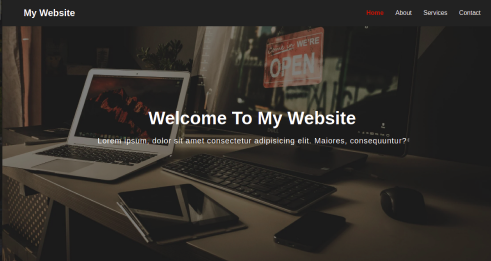 My Website
Home About Services Contact
WE'RE
OPEN
Welcome To My Website
Lorem ipsum, dolor sit amet consectetur adipisicing elit. Maiores, consequuntur?